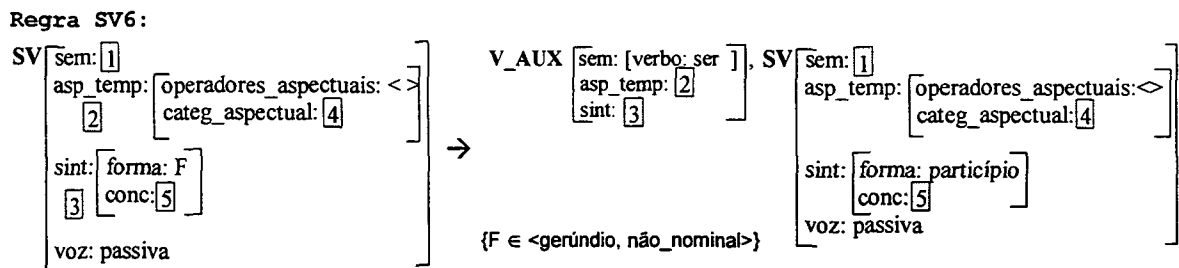 Regra SV6:
SV [sem: [1] V_AUX [sem: [verbo: ser ]], SV [sem: [1]
asp_temp: [operadores_aspectuais: < > asp_temp: [2] asp_temp: [operadores_aspectuais:<>
[2] categ_aspectual: [4]] sint: [3]] categ_aspectual:[4]]
→
sint: [forma: F sint: [forma: particípio
[3] conc:[5]] conc:[5]]
voz: passiva] {F ∈ <gerúndio, não_nominal>} voz: passiva]